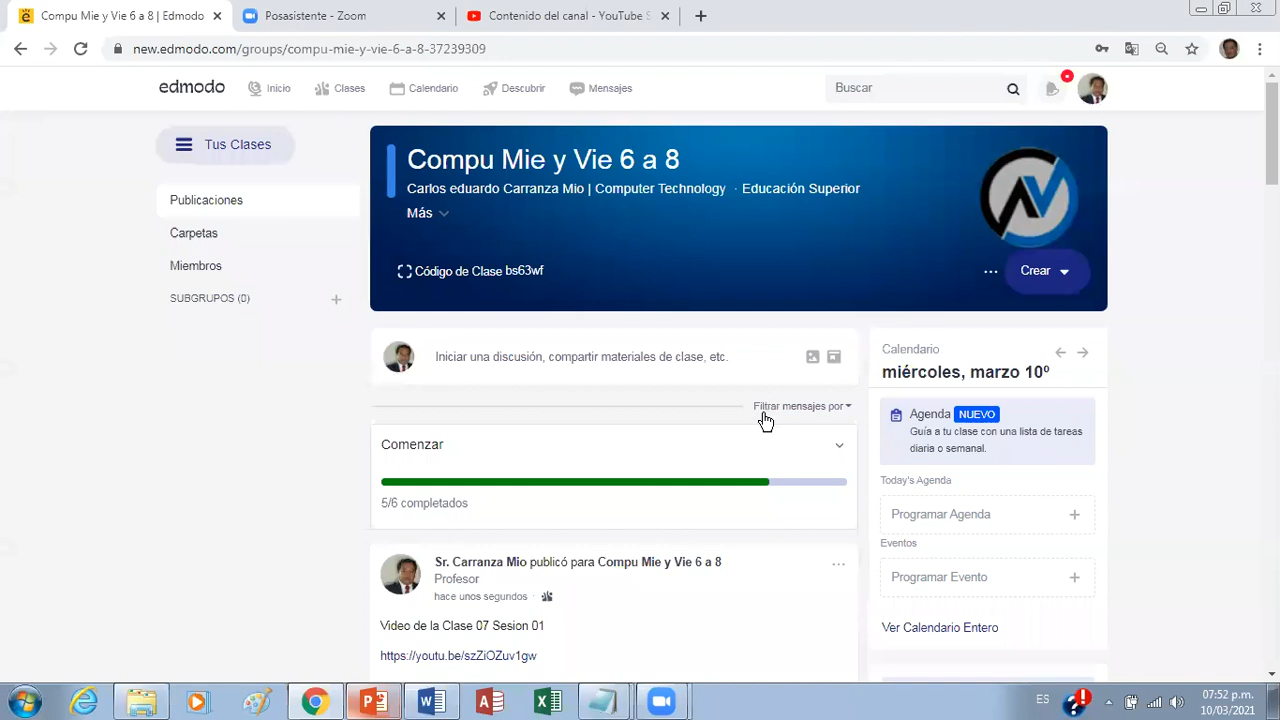 Compu Mie y Vie 6 a 8 | Edmodo
Posasistente - Zoom
Contenido del canal - YouTube S
new.edmodo.com/groups/compu-mie-y-vie-6-a-8-37239309
edmodo
Inicio
Clases
Calendario
Descubrir
Mensajes
Buscar
Tus Clases
Publicaciones
Carpetas
Miembros
SUBGRUPOS (0)
Compu Mie y Vie 6 a 8
Carlos eduardo Carranza Mio | Computer Technology · Educación Superior
Más
Código de Clase bs63wf
Crear
Iniciar una discusión, compartir materiales de clase, etc.
Filtrar mensajes por
Comenzar
5/6 completados
Sr. Carranza Mio publicó para Compu Mie y Vie 6 a 8
Profesor
hace unos segundos ·
Video de la Clase 07 Sesion 01
https://youtu.be/szZiOZuv1gw
Calendario
miércoles, marzo 10º
Agenda NUEVO
Guía a tu clase con una lista de tareas
diaria o semanal.
Today's Agenda
Programar Agenda
Eventos
Programar Evento
Ver Calendario Entero
ES
07:52 p.m.
10/03/2021